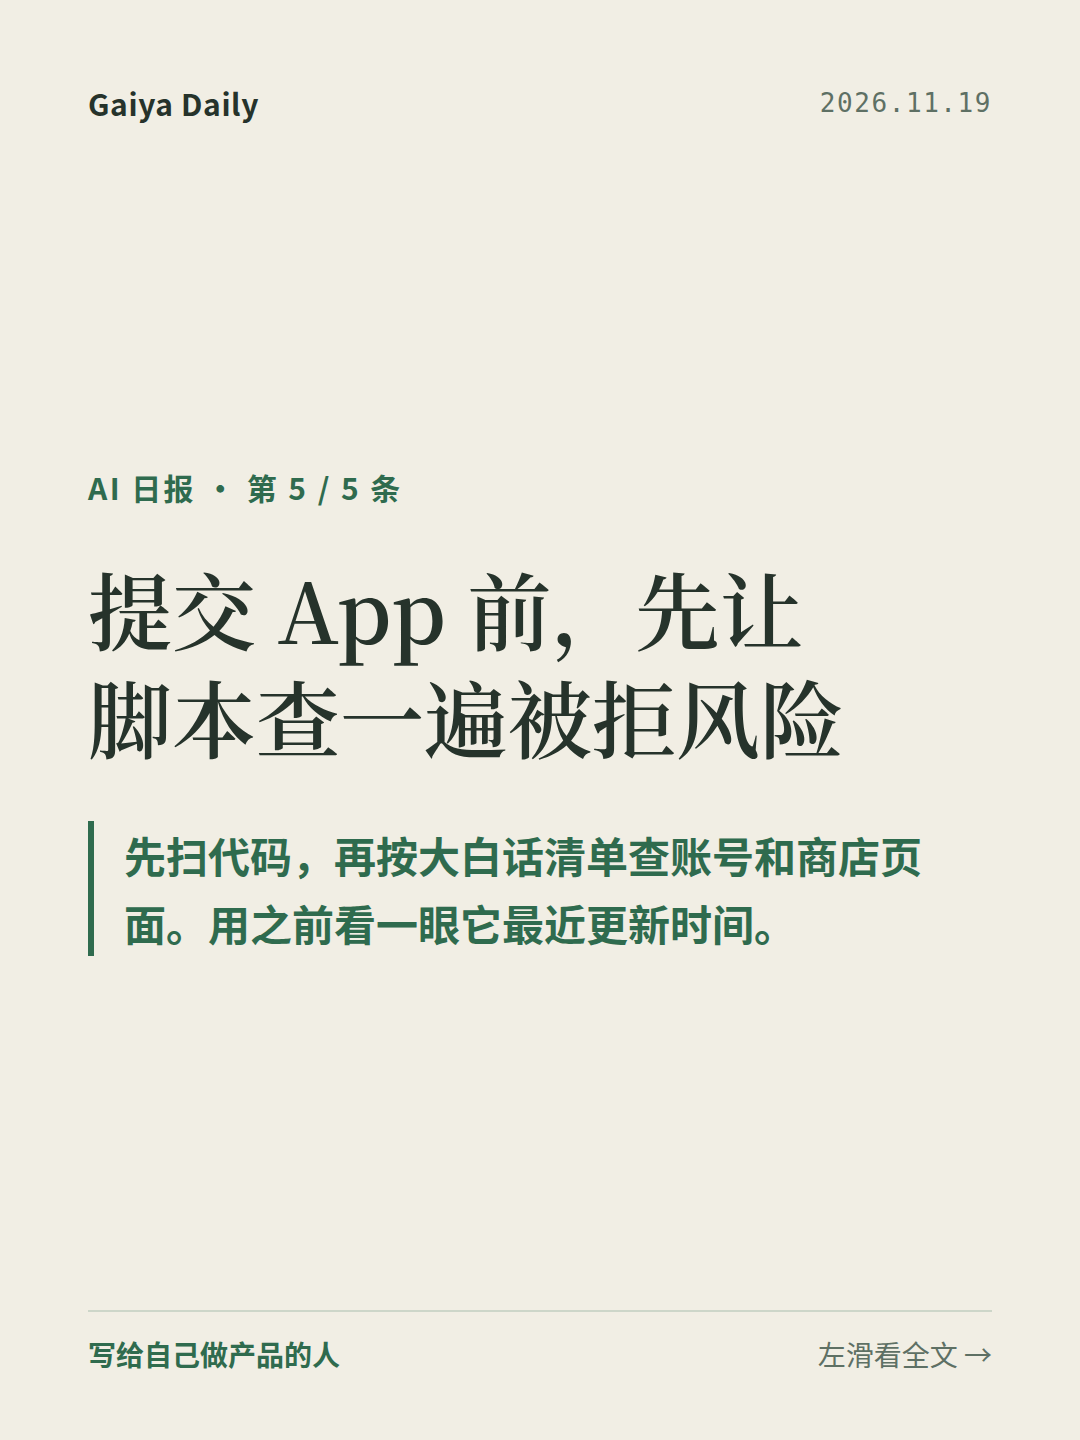 Gaiya Daily
2026.11.19
AI 日报 · 第 5 / 5 条
提交 App 前，先让
脚本查一遍被拒风险
先扫代码，再按大白话清单查账号和商店页
面。用之前看一眼它最近更新时间。
写给自己做产品的人
左滑看全文 →